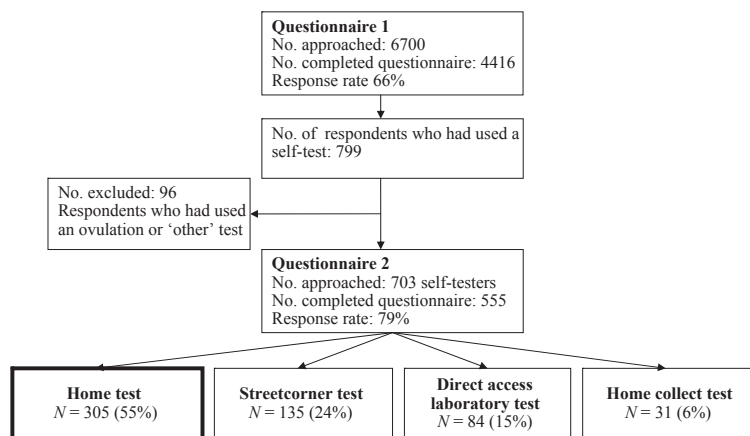 Questionnaire 1
No. approached: 6700
No. completed questionnaire: 4416
Response rate 66%
No. of respondents who had used a
self-test: 799
No. excluded: 96
Respondents who had used
an ovulation or ‘other’ test
Questionnaire 2
No. approached: 703 self-testers
No. completed questionnaire: 555
Response rate: 79%
Home test
N = 305 (55%)
Streetcorner test
N = 135 (24%)
Direct access
laboratory test
N = 84 (15%)
Home collect test
N = 31 (6%)